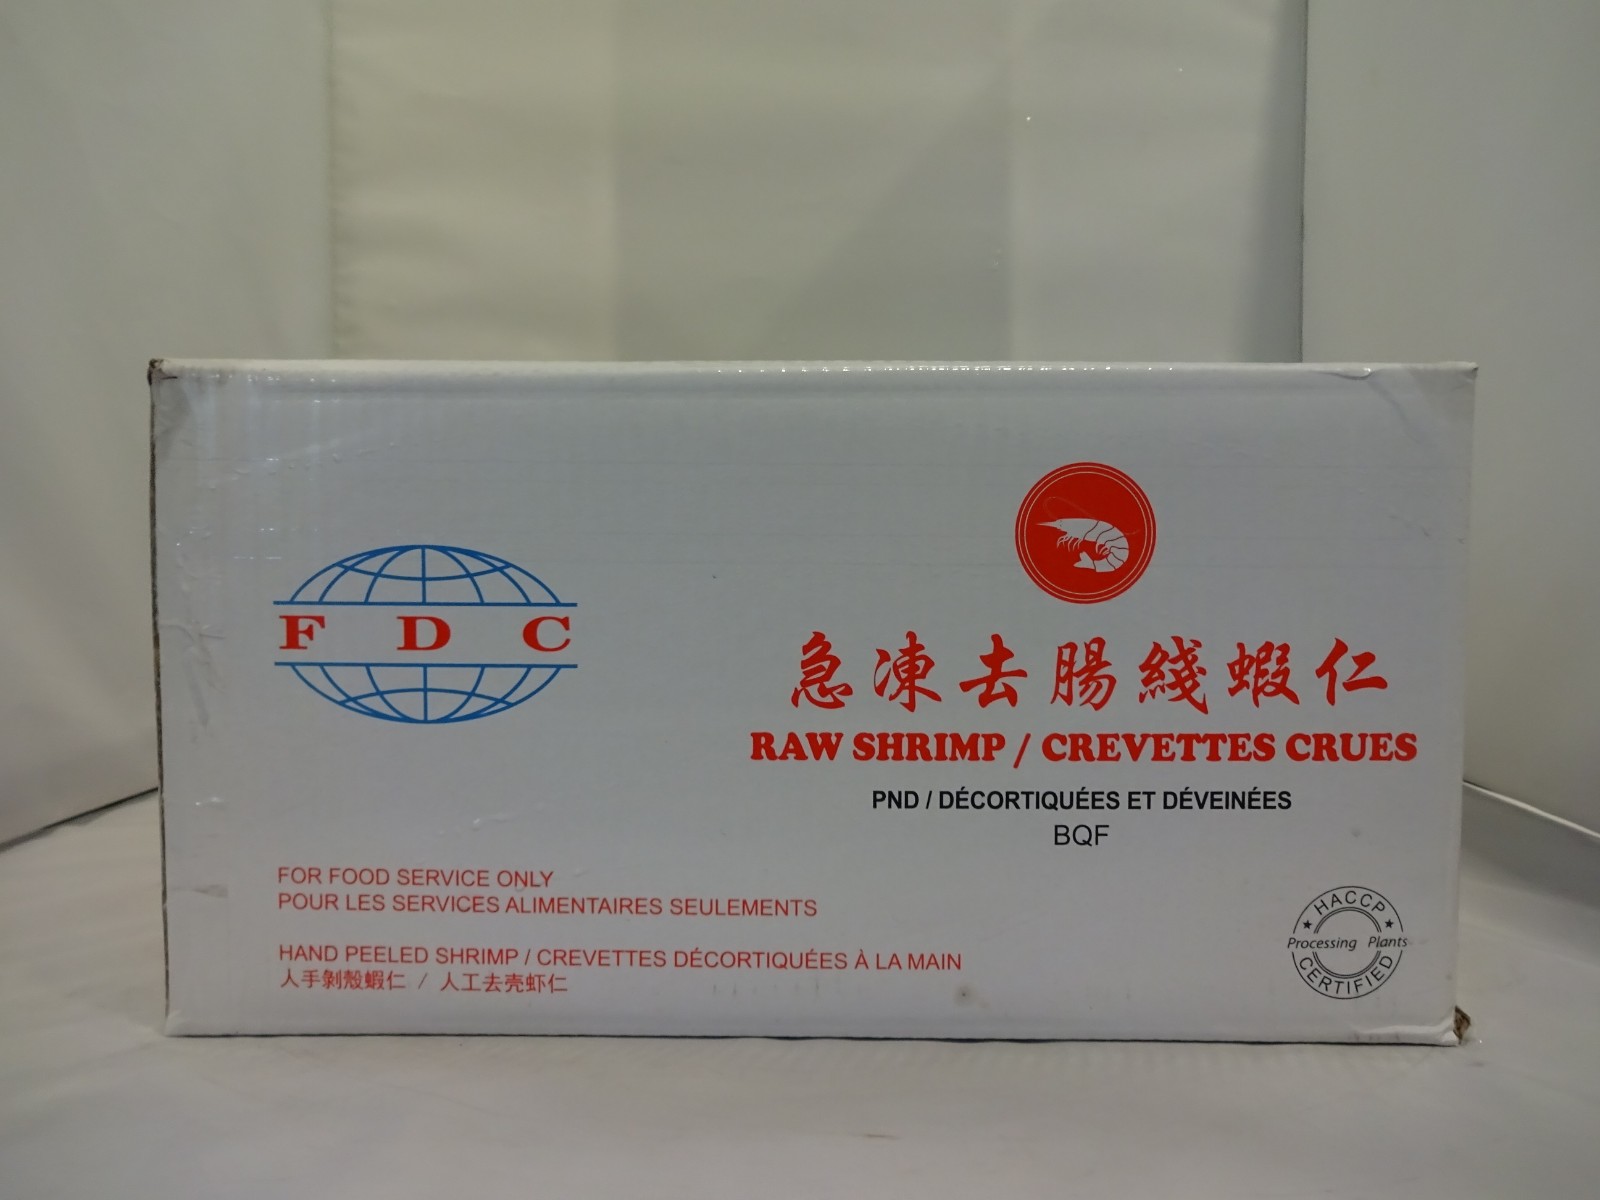 F D C
急凍去腸綫蝦仁
RAW SHRIMP / CREVETTES CRUES
PND / DÉCORTIQUÉES ET DÉVEINÉES
BQF
FOR FOOD SERVICE ONLY
POUR LES SERVICES ALIMENTAIRES SEULEMENTS
HAND PEELED SHRIMP / CREVETTES DÉCORTIQUÉES À LA MAIN
人手剝殼蝦仁 / 人工去壳虾仁
HACCP
Processing Plants
CERTIFIED